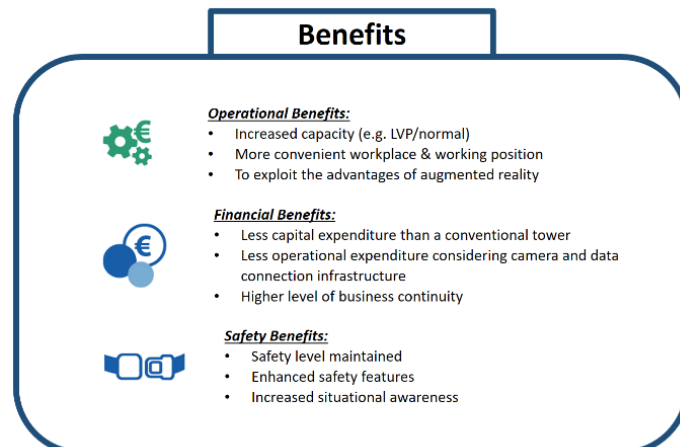 Benefits
Operational Benefits:
• Increased capacity (e.g. LVP/normal)
• More convenient workplace & working position
• To exploit the advantages of augmented reality
€
Financial Benefits:
• Less capital expenditure than a conventional tower
• Less operational expenditure considering camera and data
connection infrastructure
• Higher level of business continuity
€
Safety Benefits:
• Safety level maintained
• Enhanced safety features
• Increased situational awareness